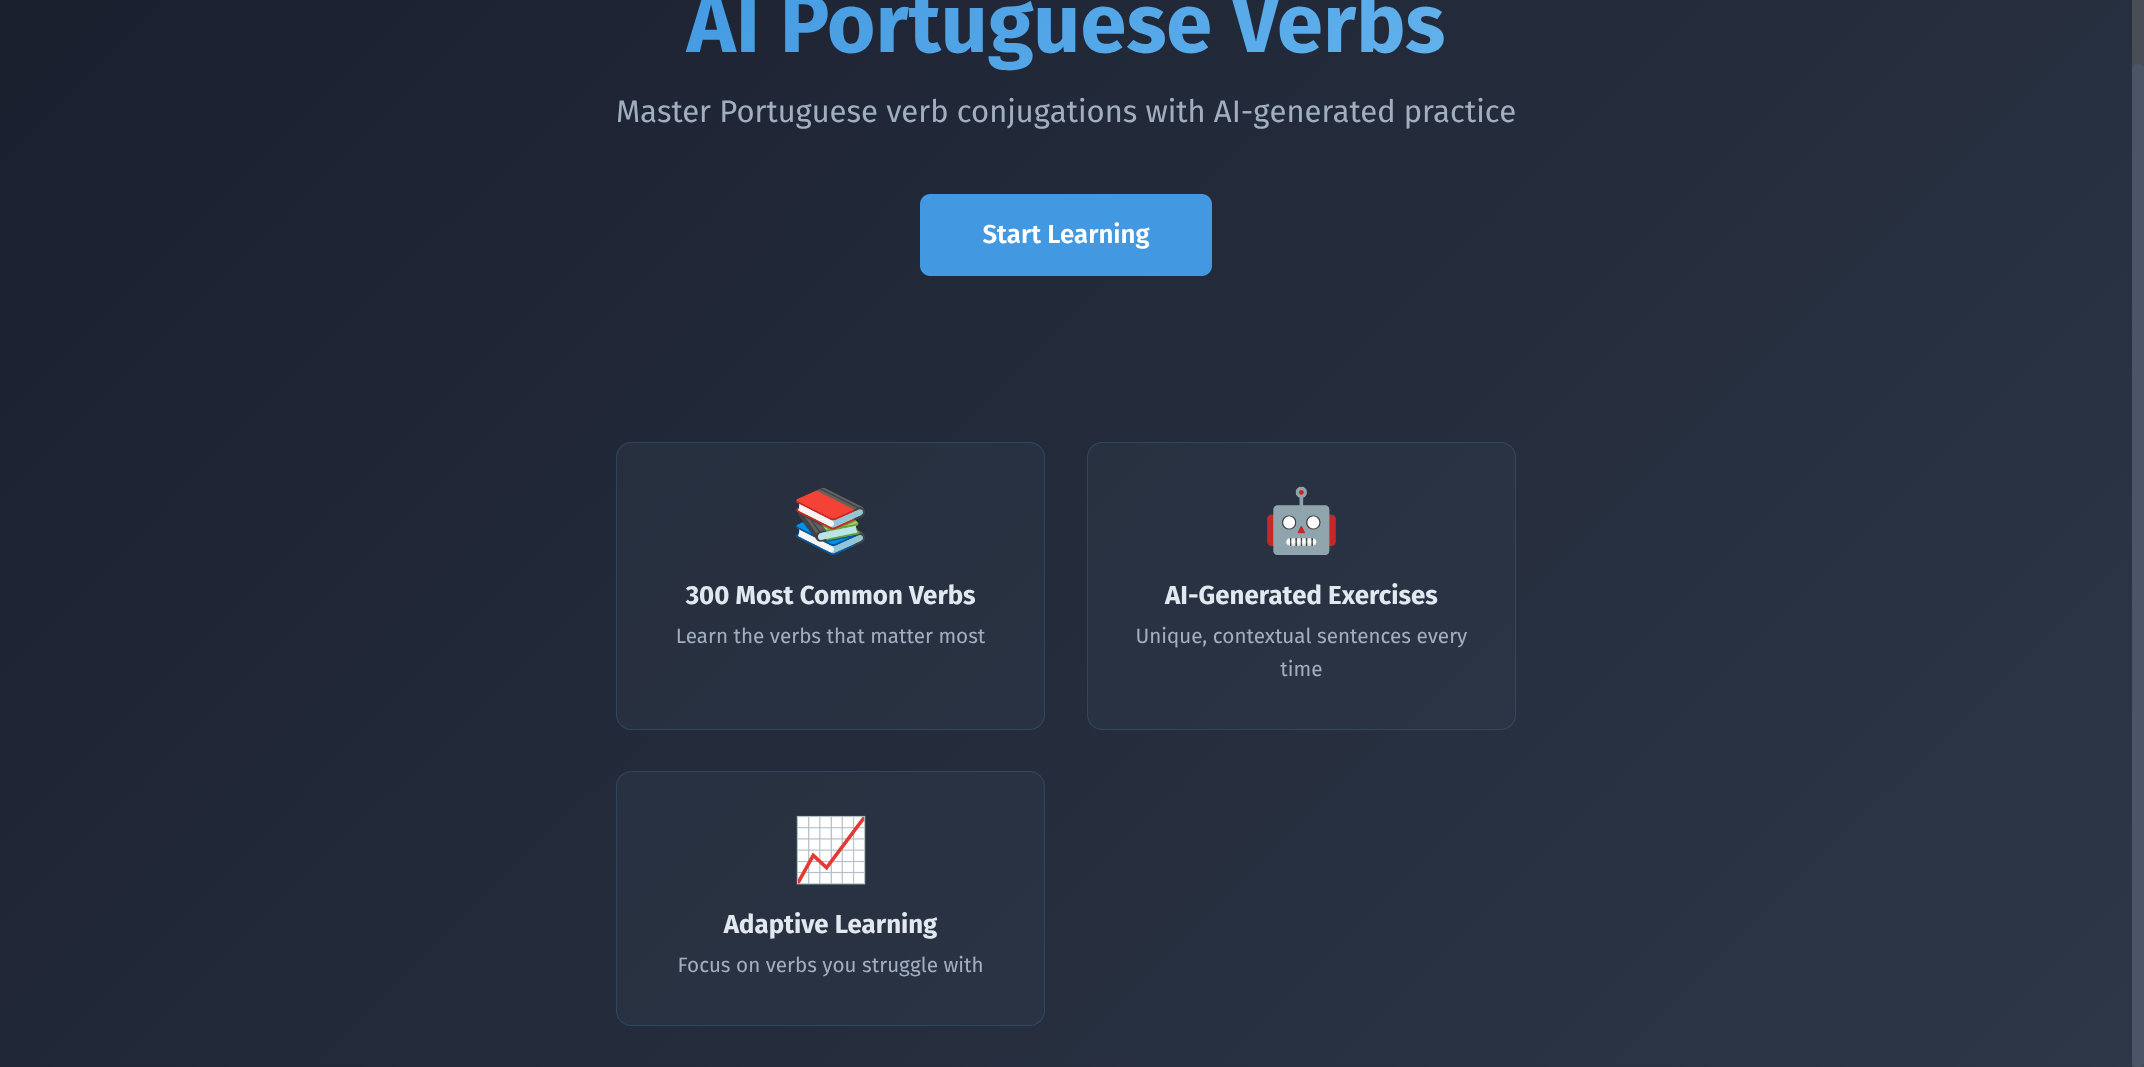 AI Portuguese Verbs
Master Portuguese verb conjugations with AI-generated practice
Start Learning
300 Most Common Verbs
Learn the verbs that matter most
AI-Generated Exercises
Unique, contextual sentences every
time
Adaptive Learning
Focus on verbs you struggle with